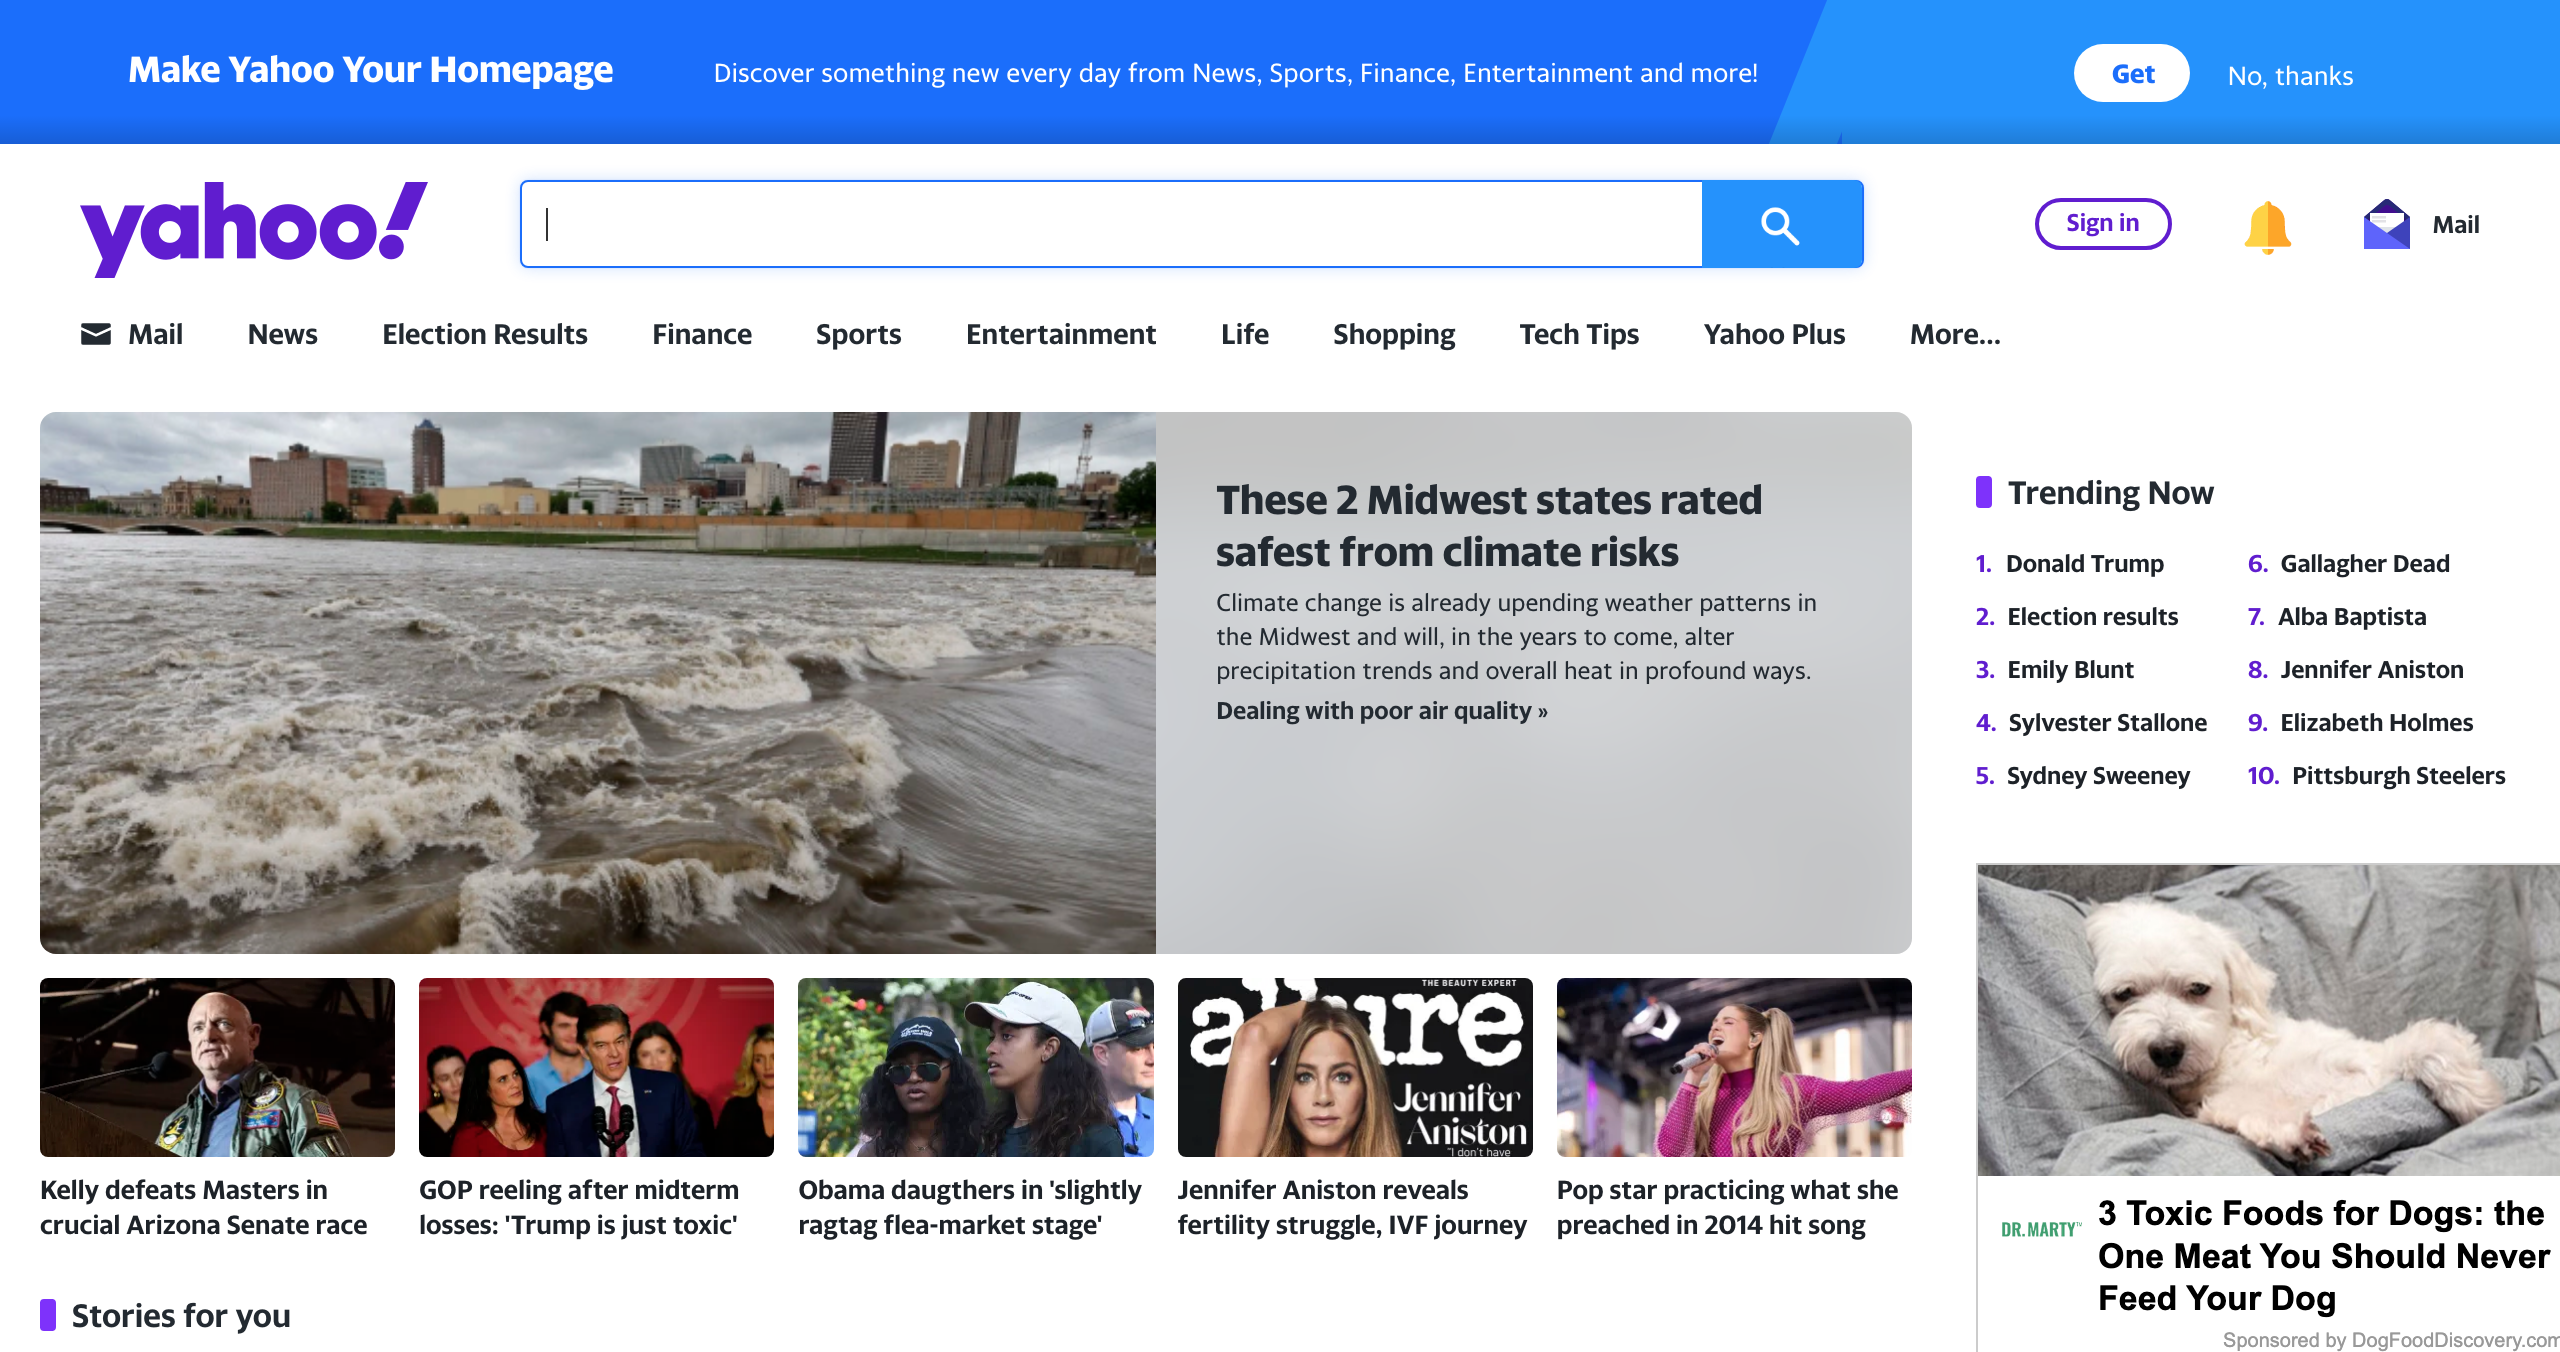 Make Yahoo Your Homepage
Discover something new every day from News, Sports, Finance, Entertainment and more!
Get
No, thanks
yahoo!
Sign in
Mail
Mail
News
Election Results
Finance
Sports
Entertainment
Life
Shopping
Tech Tips
Yahoo Plus
More...
These 2 Midwest states rated
safest from climate risks
Climate change is already upending weather patterns in
the Midwest and will, in the years to come, alter
precipitation trends and overall heat in profound ways.
Dealing with poor air quality »
Trending Now
1. Donald Trump
2. Election results
3. Emily Blunt
4. Sylvester Stallone
5. Sydney Sweeney
6. Gallagher Dead
7. Alba Baptista
8. Jennifer Aniston
9. Elizabeth Holmes
10. Pittsburgh Steelers
THE BEAUTY EXPERT
allure
Jennifer
Aniston
"I don't have
Kelly defeats Masters in
crucial Arizona Senate race
GOP reeling after midterm
losses: 'Trump is just toxic'
Obama daugthers in 'slightly
ragtag flea-market stage'
Jennifer Aniston reveals
fertility struggle, IVF journey
Pop star practicing what she
preached in 2014 hit song
DR. MARTY™
3 Toxic Foods for Dogs: the
One Meat You Should Never
Feed Your Dog
Sponsored by DogFoodDiscovery.com
Stories for you